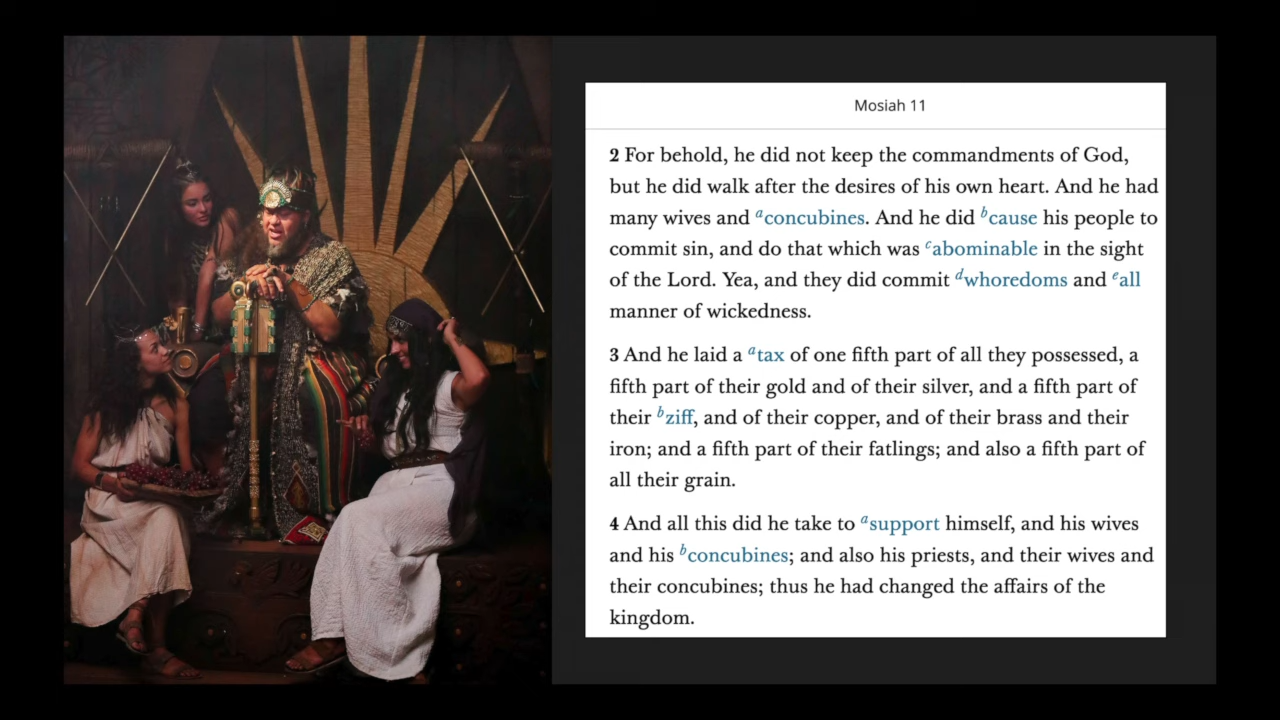 Mosiah 11
2 For behold, he did not keep the commandments of God,
but he did walk after the desires of his own heart. And he had
many wives and aconcubines. And he did bcause his people to
commit sin, and do that which was cabominable in the sight
of the Lord. Yea, and they did commit dwhoredoms and eall
manner of wickedness.
3 And he laid a atax of one fifth part of all they possessed, a
fifth part of their gold and of their silver, and a fifth part of
their bziff, and of their copper, and of their brass and their
iron; and a fifth part of their fatlings; and also a fifth part of
all their grain.
4 And all this did he take to asupport himself, and his wives
and his bconcubines; and also his priests, and their wives and
their concubines; thus he had changed the affairs of the
kingdom.